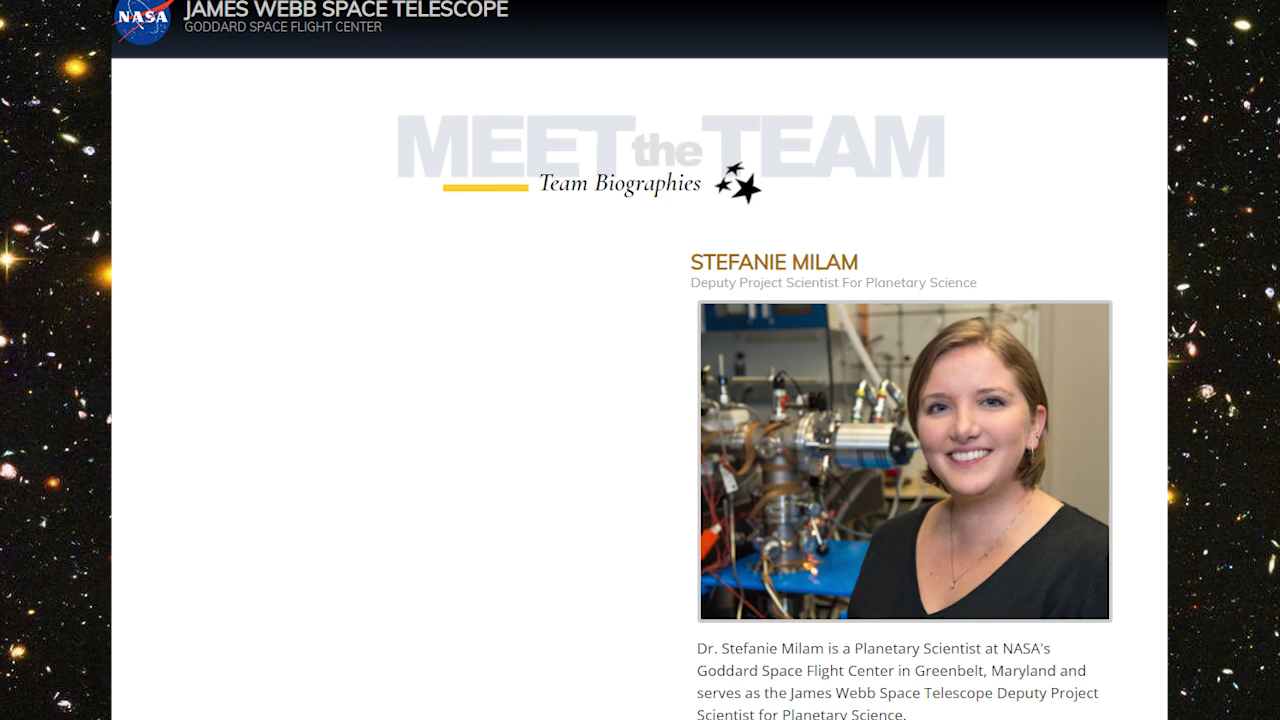 NASA
JAMES WEBB SPACE TELESCOPE
GODDARD SPACE FLIGHT CENTER
MEET the TEAM
Team Biographies
STEFANIE MILAM
Deputy Project Scientist For Planetary Science
Dr. Stefanie Milam is a Planetary Scientist at NASA's
Goddard Space Flight Center in Greenbelt, Maryland and
serves as the James Webb Space Telescope Deputy Project
Scientist for Planetary Science.